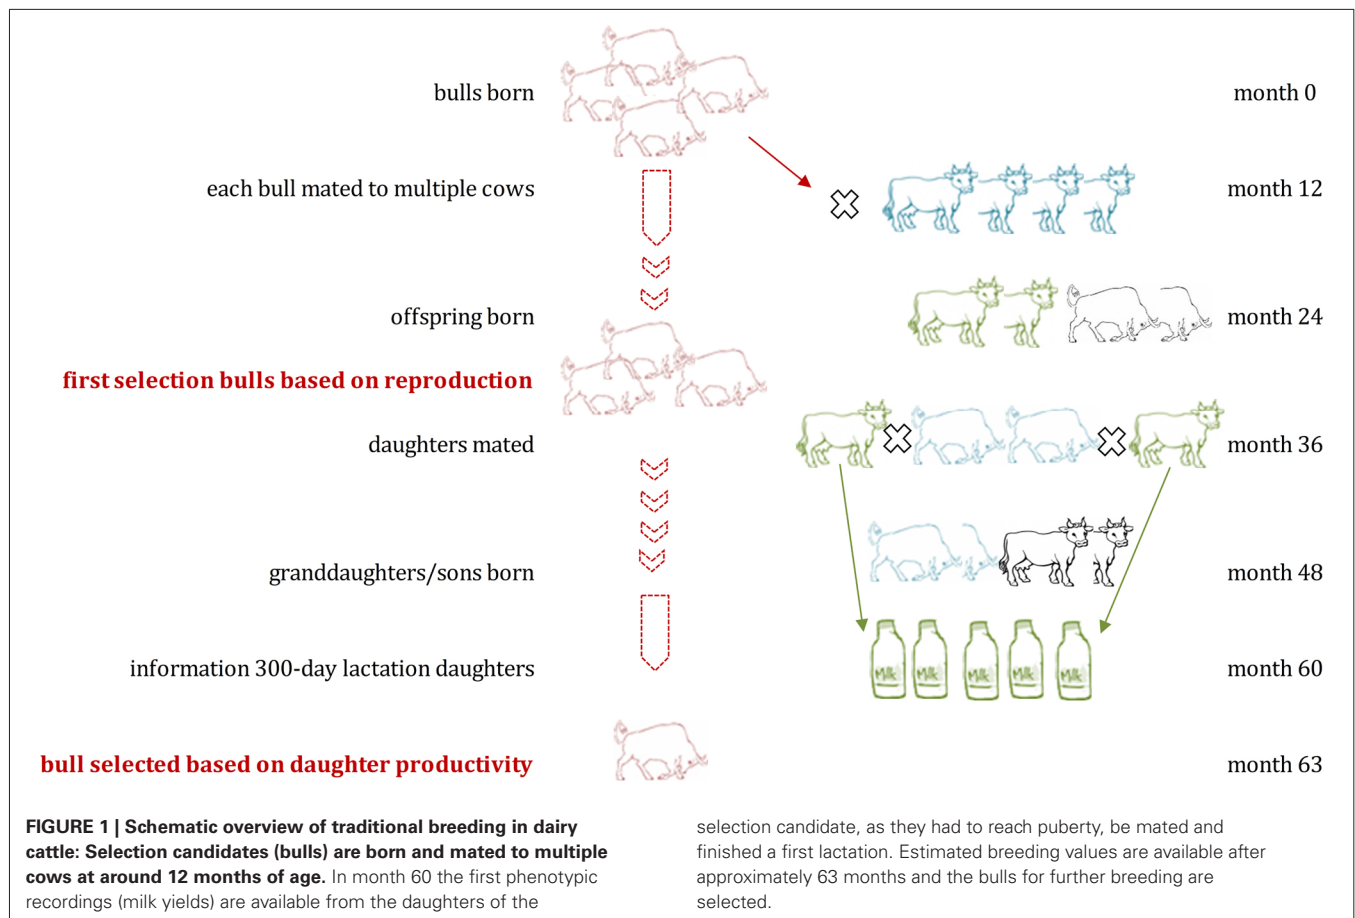 bulls born
month 0
each bull mated to multiple cows
month 12
offspring born
month 24
first selection bulls based on reproduction
daughters mated
month 36
granddaughters/sons born
month 48
information 300-day lactation daughters
Milk Milk Milk Milk Milk
month 60
bull selected based on daughter productivity
month 63
FIGURE 1 | Schematic overview of traditional breeding in dairy
cattle: Selection candidates (bulls) are born and mated to multiple
cows at around 12 months of age. In month 60 the first phenotypic
recordings (milk yields) are available from the daughters of the
selection candidate, as they had to reach puberty, be mated and
finished a first lactation. Estimated breeding values are available after
approximately 63 months and the bulls for further breeding are
selected.